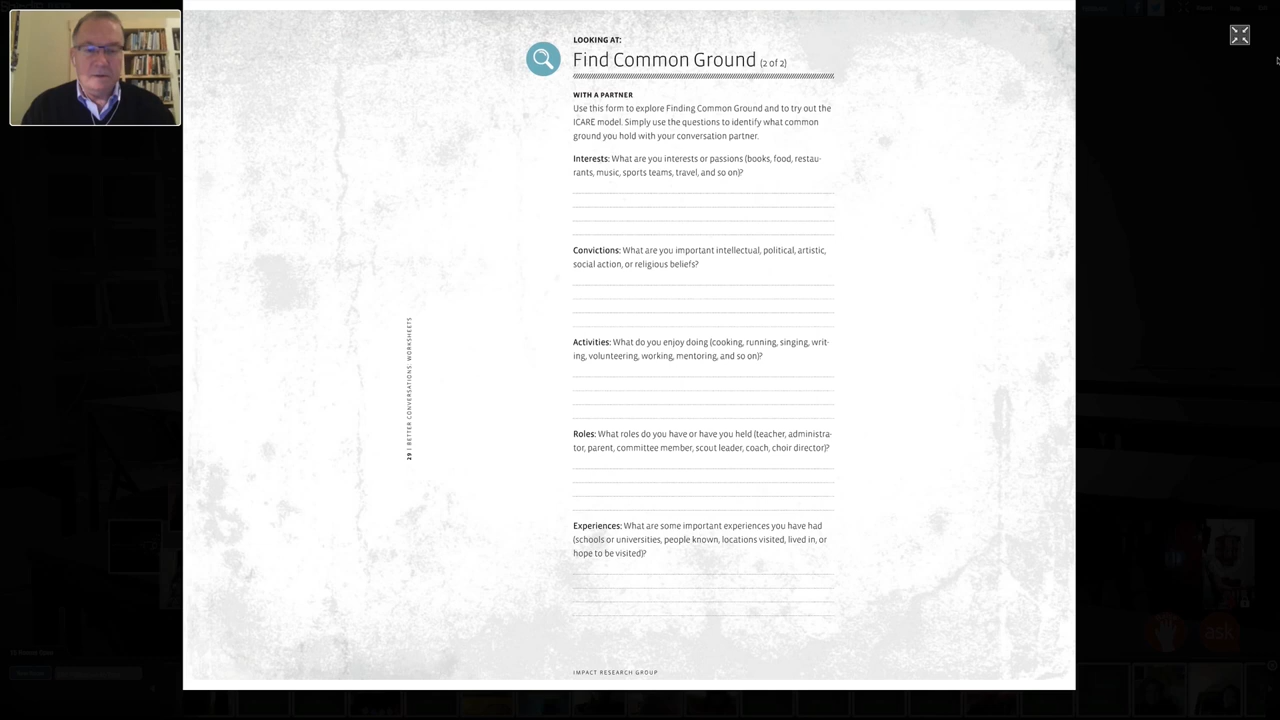 LOOKING AT:
Find Common Ground (2 of 2)
WITH A PARTNER
Use this form to explore Finding Common Ground and to try out the
ICARE model. Simply use the questions to identify what common
ground you hold with your conversation partner.
Interests: What are you interests or passions (books, food, restau-
rants, music, sports teams, travel, and so on)?
Convictions: What are you important intellectual, political, artistic,
social action, or religious beliefs?
Activities: What do you enjoy doing (cooking, running, singing, writ-
ing, volunteering, working, mentoring, and so on)?
Roles: What roles do you have or have you held (teacher, administra-
tor, parent, committee member, scout leader, coach, choir director)?
Experiences: What are some important experiences you have had
(schools or universities, people known, locations visited, lived in, or
hope to be visited)?
29 | BETTER CONVERSATIONS: WORKSHEETS
IMPACT RESEARCH GROUP
ask